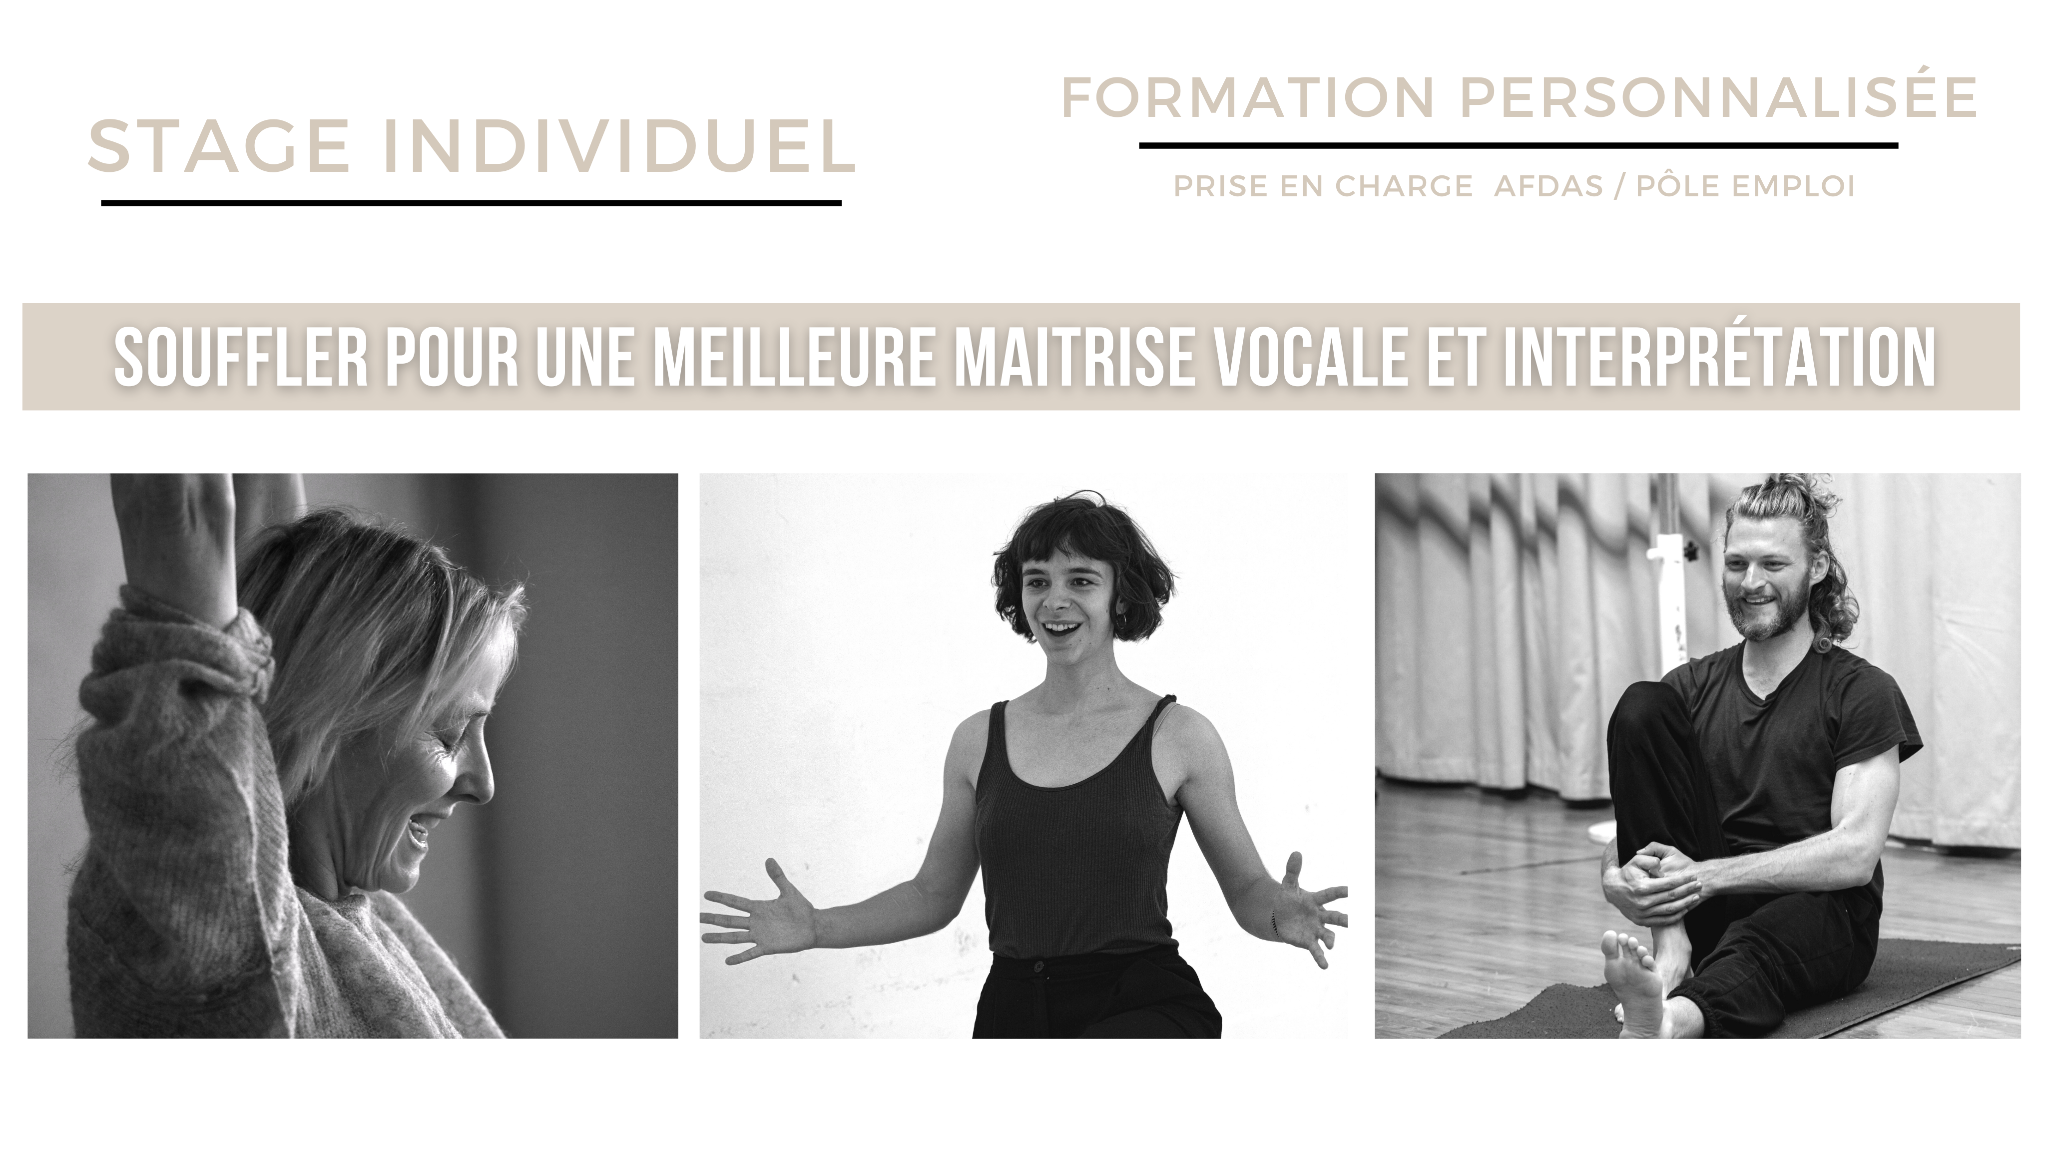 STAGE INDIVIDUEL
FORMATION PERSONNALISÉE
PRISE EN CHARGE AFDAS / PÔLE EMPLOI
SOUFFLER POUR UNE MEILLEURE MAITRISE VOCALE ET INTERPRÉTATION